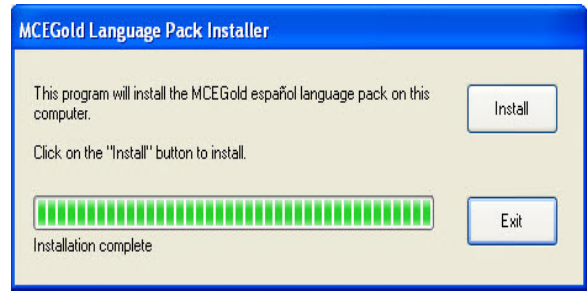 MCEGold Language Pack Installer
This program will install the MCEGold español language pack on this
computer.
Install
Click on the "Install" button to install.
Exit
Installation complete